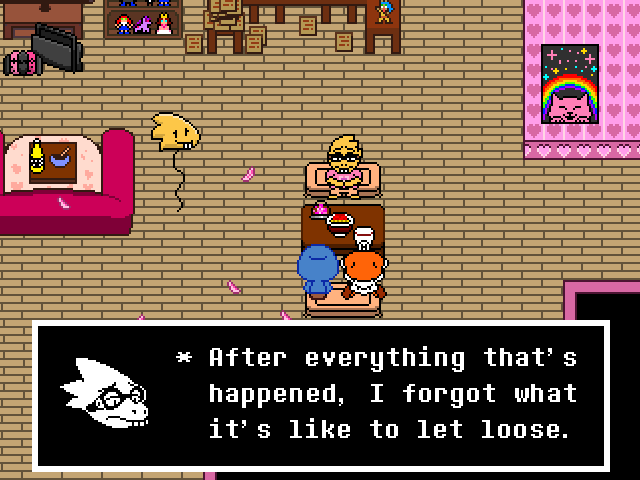 * After everything that's
happened, I forgot what
it's like to let loose.